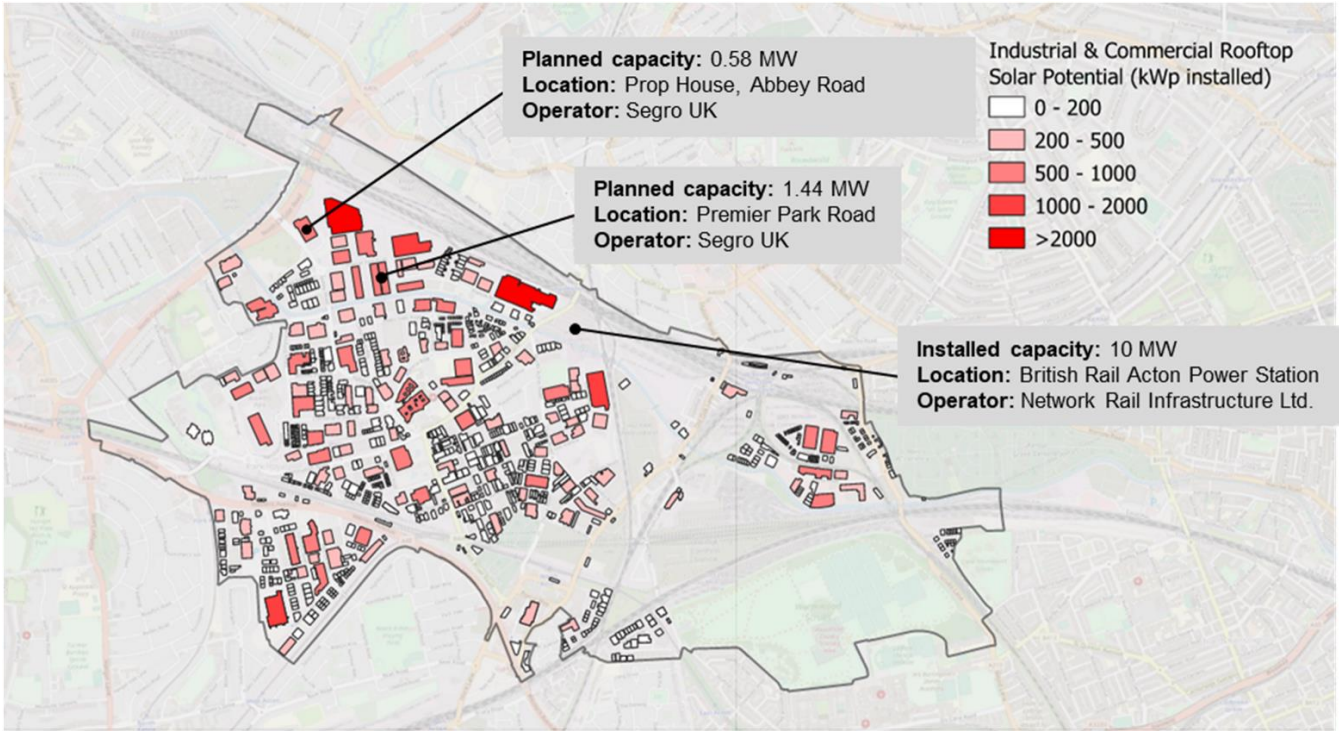 Planned capacity: 0.58 MW
Location: Prop House, Abbey Road
Operator: Segro UK
Planned capacity: 1.44 MW
Location: Premier Park Road
Operator: Segro UK
Industrial & Commercial Rooftop
Solar Potential (kWp installed)
0 - 200
200 - 500
500 - 1000
1000 - 2000
>2000
Installed capacity: 10 MW
Location: British Rail Acton Power Station
Operator: Network Rail Infrastructure Ltd.